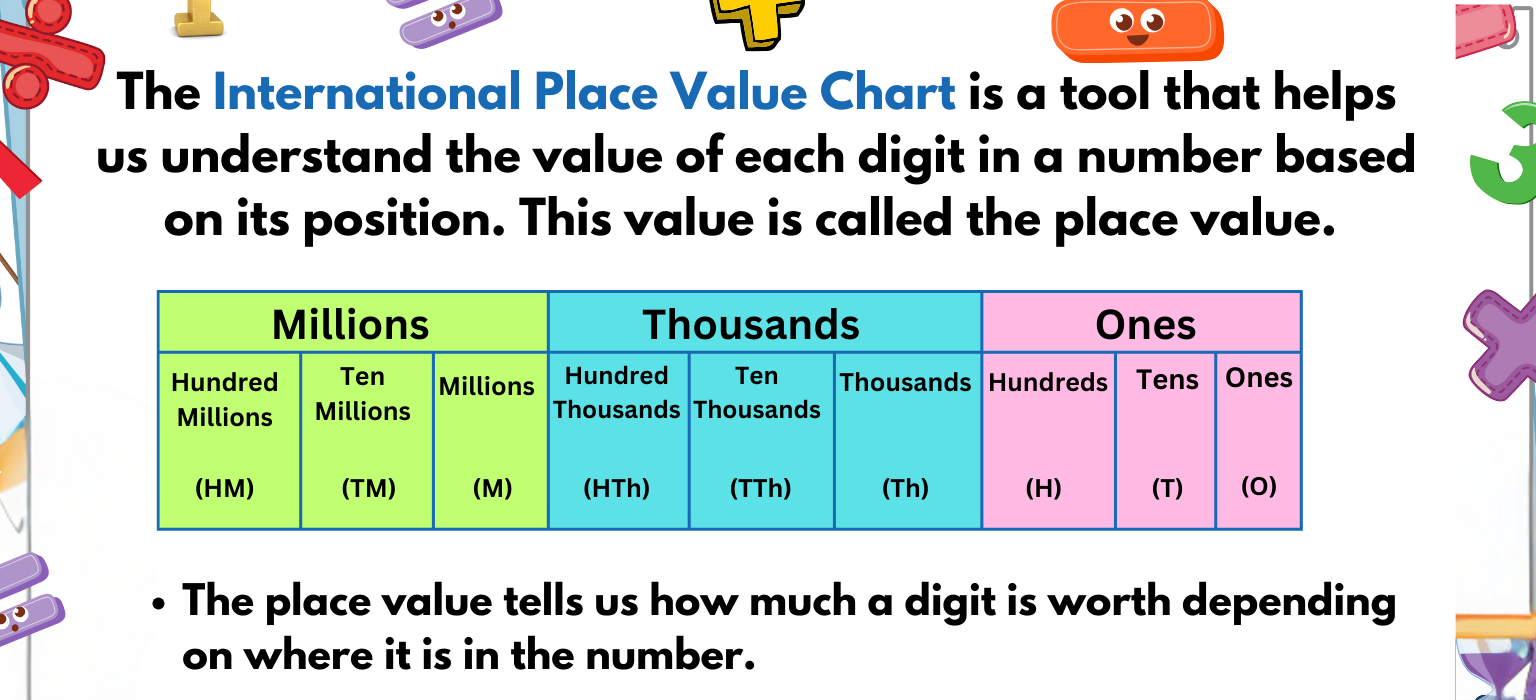 The International Place Value Chart is a tool that helps
us understand the value of each digit in a number based
on its position. This value is called the place value.
Millions Thousands Ones
Hundred Millions (HM)
Ten Millions (TM)
Millions (M)
Hundred Thousands (HTh)
Ten Thousands (TTh)
Thousands (Th)
Hundreds (H)
Tens (T)
Ones (O)
• The place value tells us how much a digit is worth depending
on where it is in the number.
3